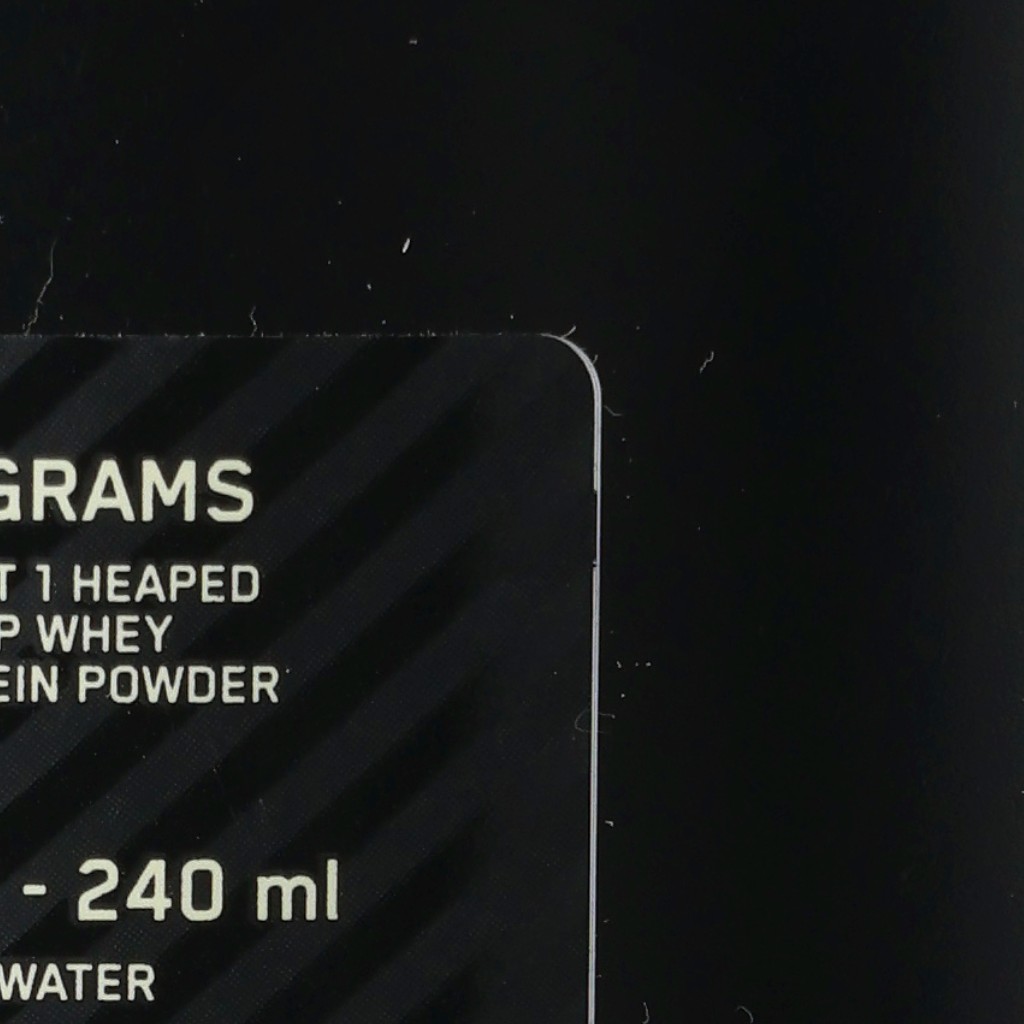 GRAMS
T 1 HEAPED
P WHEY
EIN POWDER
- 240 ml
WATER